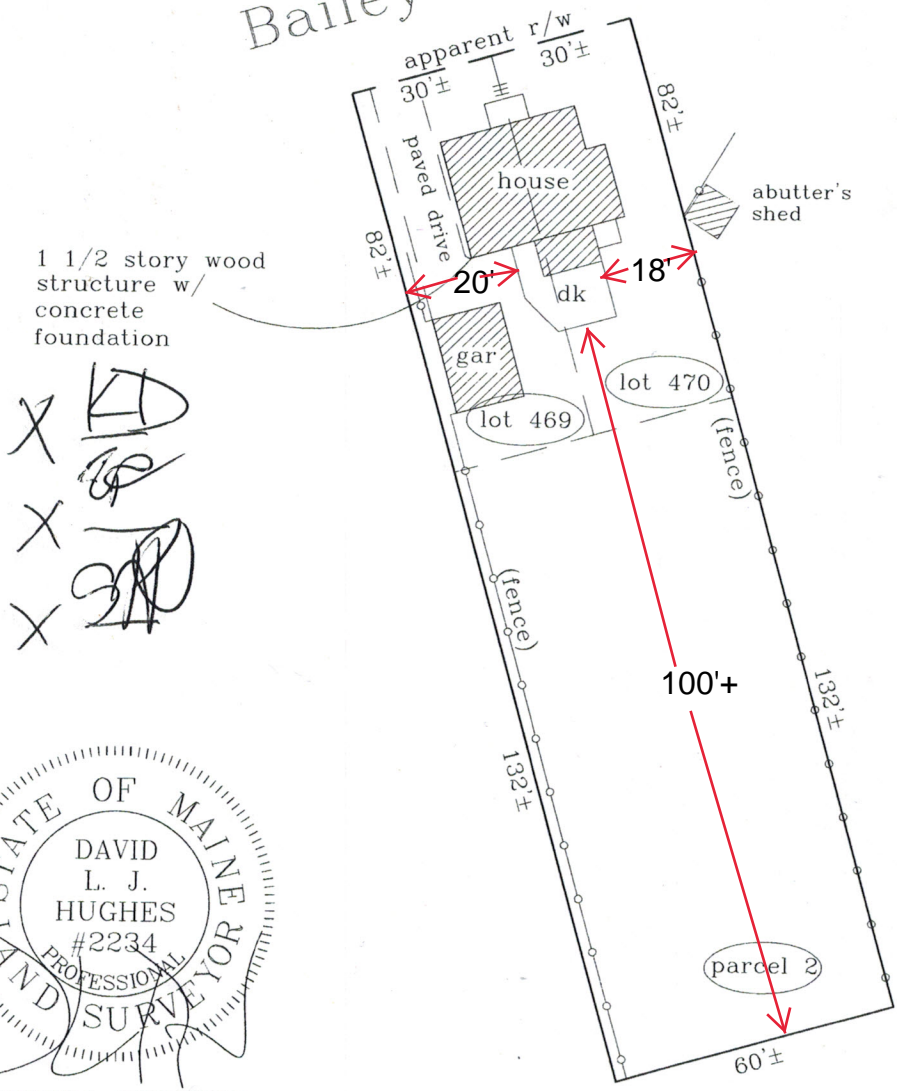 Bailey
apparent r/w
30'±
30'±
82'±
paved drive
house
abutter's
shed
82'±
1 1/2 story wood
structure w/
concrete
foundation
20'
18'
dk
gar
lot 470
lot 469
(fence)
X KD
X
X
(fence)
100'+
132'±
132'±
STATE OF MAINE
DAVID
L. J.
HUGHES
#2234
PROFESSIONAL
LAND SURVEYOR
parcel 2
60'±